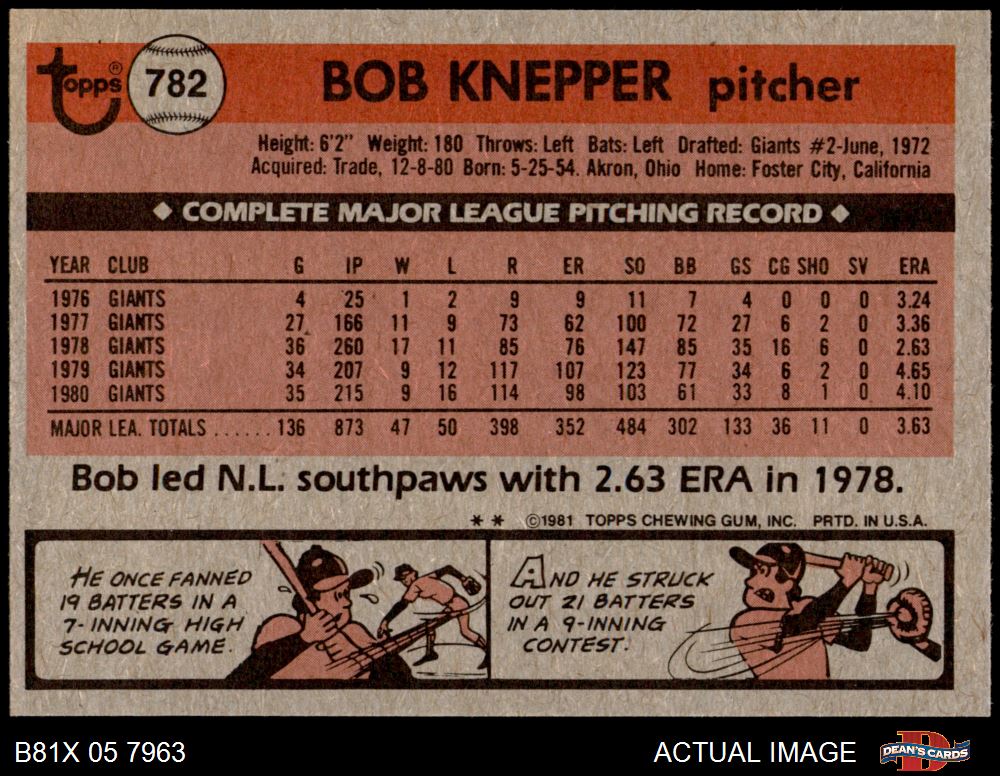 Topps® 782 BOB KNEPPER pitcher
Height: 6'2" Weight: 180 Throws: Left Bats: Left Drafted: Giants #2-June, 1972
Acquired: Trade, 12-8-80 Born: 5-25-54. Akron, Ohio Home: Foster City, California
◆ COMPLETE MAJOR LEAGUE PITCHING RECORD ◆
YEAR CLUB G IP W L R ER SO BB GS CG SHO SV ERA
1976 GIANTS 4 25 1 2 9 9 11 7 4 0 0 0 3.24
1977 GIANTS 27 166 11 9 73 62 100 72 27 6 2 0 3.36
1978 GIANTS 36 260 17 11 85 76 147 85 35 16 6 0 2.63
1979 GIANTS 34 207 9 12 117 107 123 77 34 6 2 0 4.65
1980 GIANTS 35 215 9 16 114 98 103 61 33 8 1 0 4.10
MAJOR LEA. TOTALS ...... 136 873 47 50 398 352 484 302 133 36 11 0 3.63
Bob led N.L. southpaws with 2.63 ERA in 1978.
* * ©1981 TOPPS CHEWING GUM, INC. PRTD. IN U.S.A.
HE ONCE FANNED
19 BATTERS IN A
7-INNING HIGH
SCHOOL GAME.
AND HE STRUCK
OUT 21 BATTERS
IN A 9-INNING
CONTEST.
B81X 05 7963 ACTUAL IMAGE DEAN'S CARDS